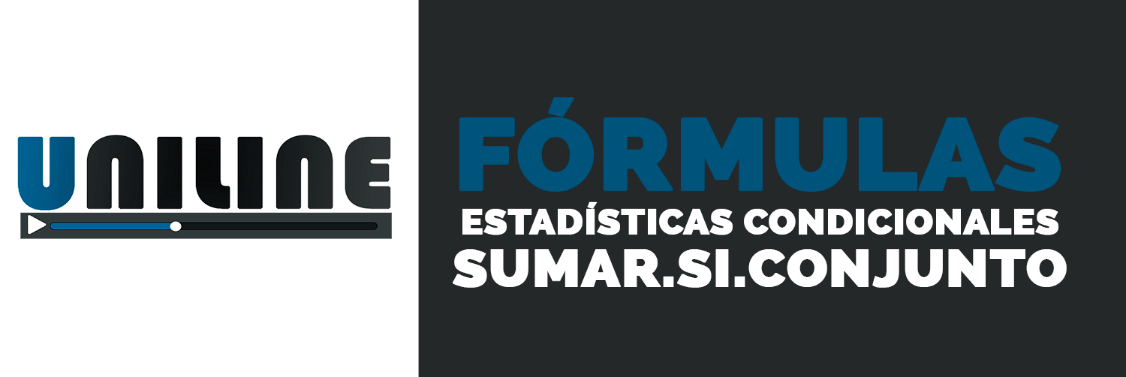 UNILINE
FÓRMULAS
ESTADÍSTICAS CONDICIONALES
SUMAR.SI.CONJUNTO